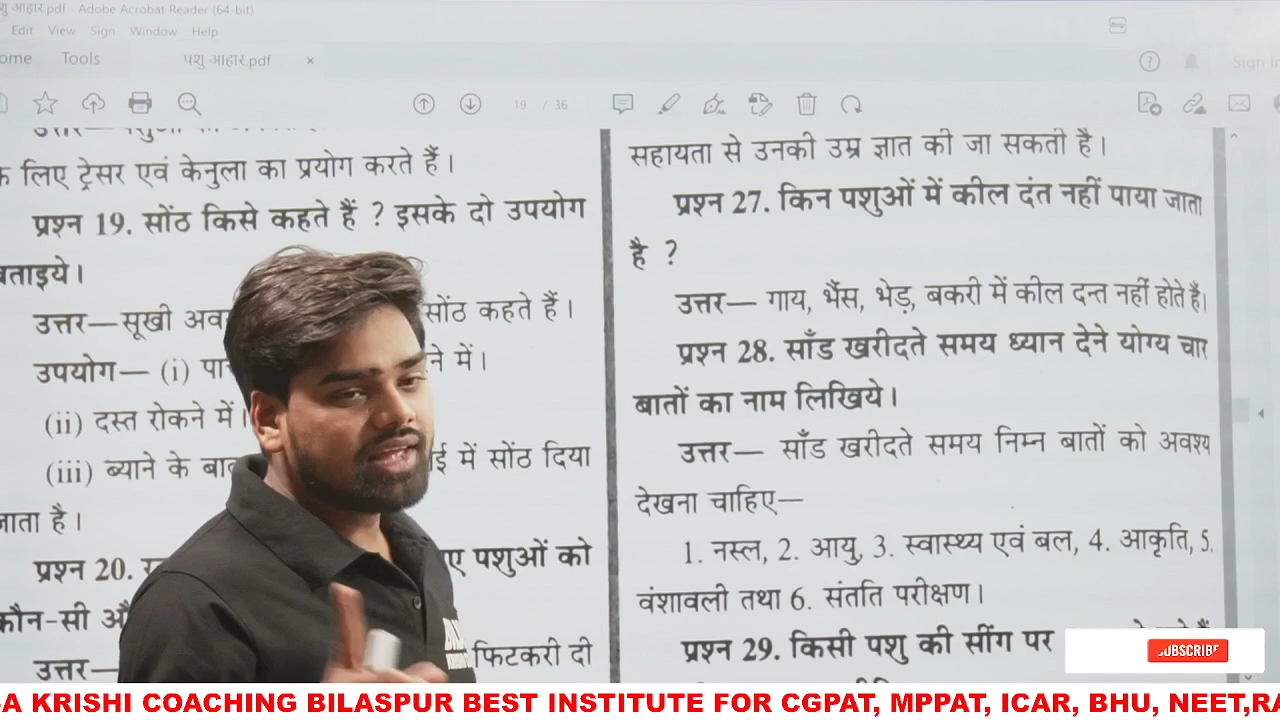 शु आहार.pdf - Adobe Acrobat Reader (64-bit)
Edit View Sign Window Help
ome Tools पशु आहार.pdf ×
Sign In
19 / 36
उत्तर—
क लिए ट्रेसर एवं केनुला का प्रयोग करते हैं।
प्रश्न 19. सोंठ किसे कहते हैं ? इसके दो उपयोग
बताइये।
उत्तर—सूखी अव सोंठ कहते हैं।
उपयोग— (i) पा ने में।
(ii) दस्त रोकने में।
(iii) ब्याने के बा ई में सोंठ दिया
जाता है।
प्रश्न 20. ए पशुओं को
कौन-सी औ
उत्तर— फिटकरी दी
सहायता से उनकी उम्र ज्ञात की जा सकती है।
प्रश्न 27. किन पशुओं में कील दंत नहीं पाया जाता
है ?
उत्तर— गाय, भैंस, भेड़, बकरी में कील दन्त नहीं होते है।
प्रश्न 28. साँड खरीदते समय ध्यान देने योग्य चार
बातों का नाम लिखिये।
उत्तर— साँड खरीदते समय निम्न बातों को अवश्य
देखना चाहिए—
1. नस्ल, 2. आयु, 3. स्वास्थ्य एवं बल, 4. आकृति, 5.
वंशावली तथा 6. संतति परीक्षण।
प्रश्न 29. किसी पशु की सींग पर
SUBSCRIBE
A KRISHI COACHING BILASPUR BEST INSTITUTE FOR CGPAT, MPPAT, ICAR, BHU, NEET,RA